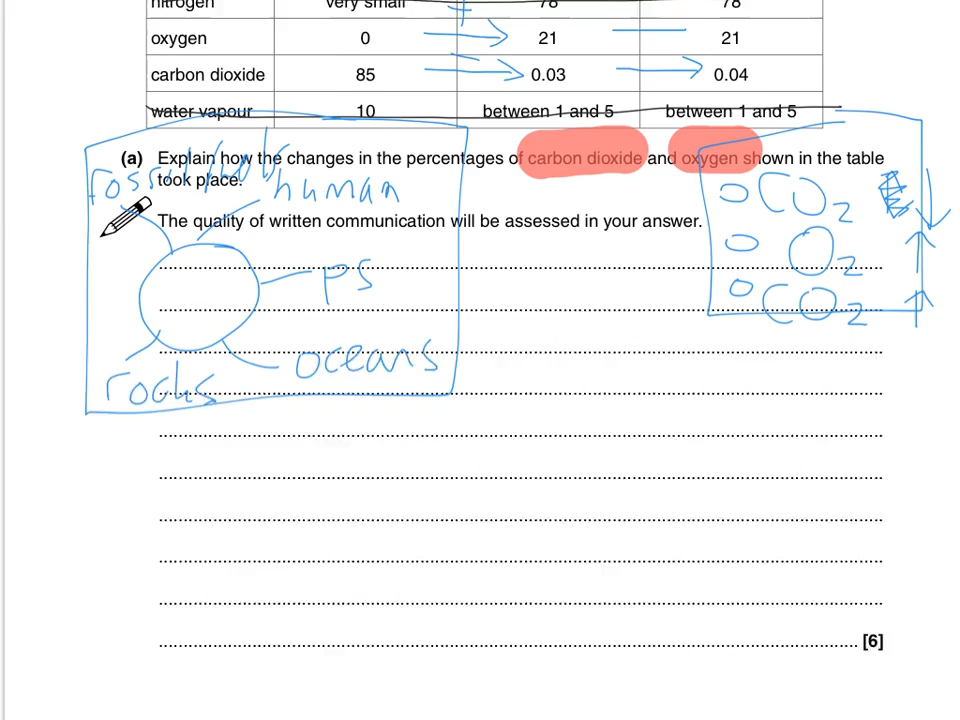 nitrogen very small 78 78
oxygen 0 21 21
carbon dioxide 85 0.03 0.04
water vapour 10 between 1 and 5 between 1 and 5
(a) Explain how the changes in the percentages of carbon dioxide and oxygen shown in the table
took place.
The quality of written communication will be assessed in your answer.
fossil
human
ps
oceans
rocks
CO2 ↓
O2 ↑
CO2 ↑
[6]